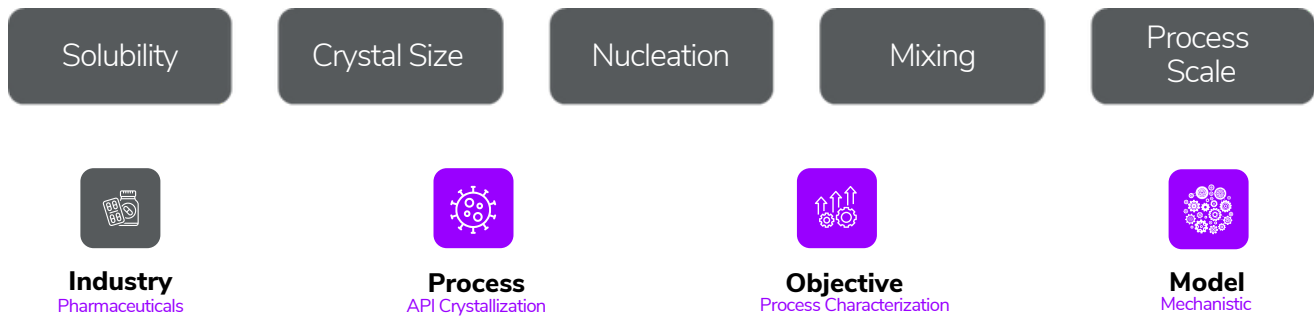 Solubility
Crystal Size
Nucleation
Mixing
Process
Scale
Industry
Pharmaceuticals
Process
API Crystallization
Objective
Process Characterization
Model
Mechanistic